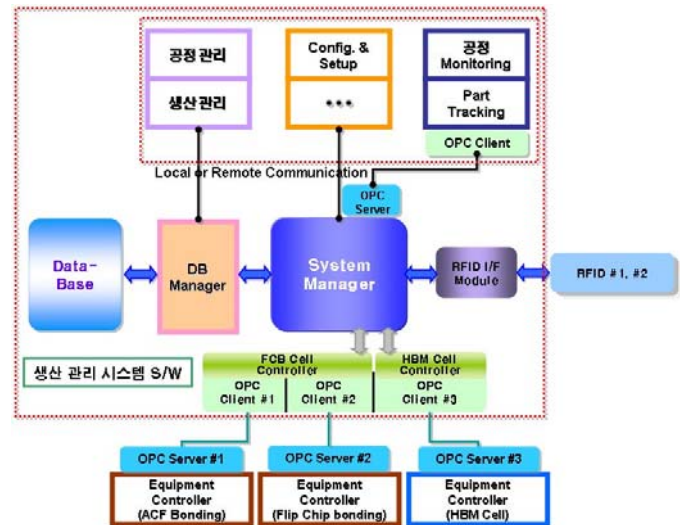 공정 관리
생산 관리
Config. &
Setup
•••
공정
Monitoring
Part
Tracking
OPC Client
Local or Remote Communication
OPC
Server
Data-
Base
DB
Manager
System
Manager
RFID I/F
Module
RFID #1, #2
생산 관리 시스템 S/W
FCB Cell
Controller
HBM Cell
Controller
OPC
Client #1
OPC
Client #2
OPC
Client #3
OPC Server #1
OPC Server #2
OPC Server #3
Equipment
Controller
(ACF Bonding)
Equipment
Controller
(Flip Chip bonding)
Equipment
Controller
(HBM Cell)